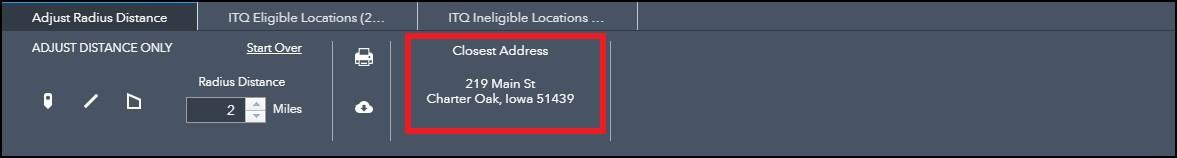 Adjust Radius Distance
ITQ Eligible Locations (2...
ITQ Ineligible Locations ...
ADJUST DISTANCE ONLY
Start Over
Radius Distance
2
Miles
Closest Address
219 Main St
Charter Oak, Iowa 51439